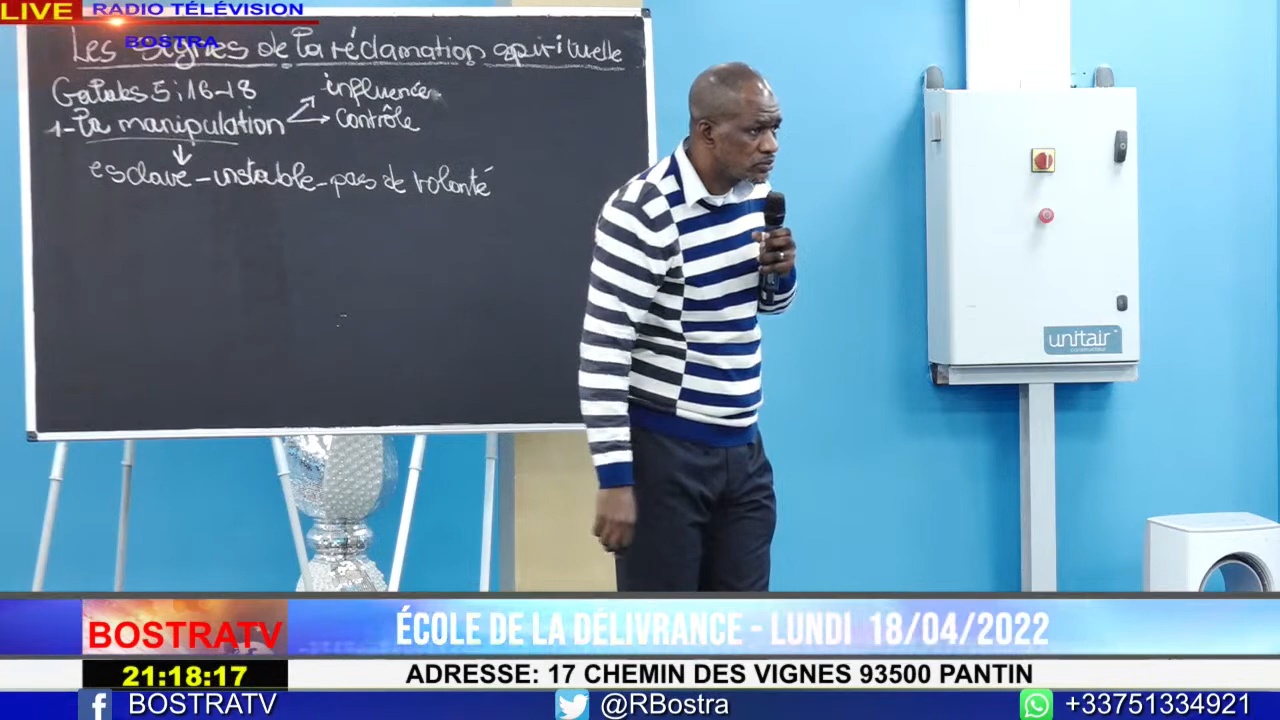 LIVE
RADIO TÉLÉVISION
BOSTRA
Les signes de la réclamation spirituelle
Galates 5:16-18
influence
1- la manipulation
contrôle
esclave - instable - pas de volonté
unitair
BOSTRATV
ÉCOLE DE LA DÉLIVRANCE - LUNDI 18/04/2022
21:18:17
ADRESSE: 17 CHEMIN DES VIGNES 93500 PANTIN
BOSTRATV
@RBostra
+33751334921